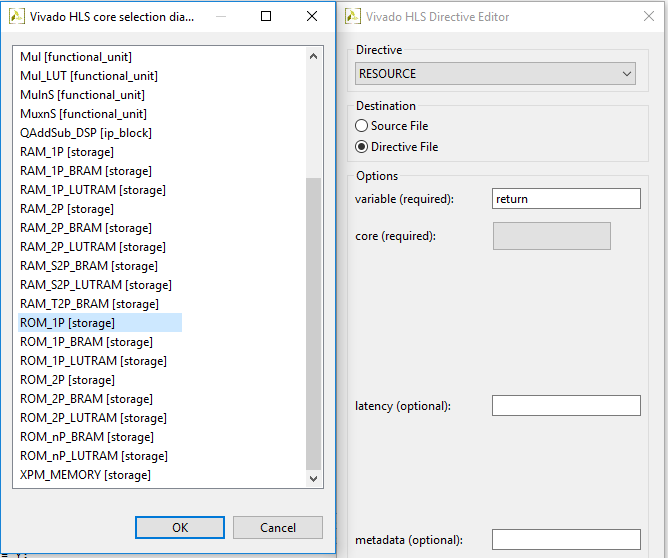 Vivado HLS core selection dia...
Mul [functional_unit]
Mul_LUT [functional_unit]
MulnS [functional_unit]
MuxnS [functional_unit]
QAddSub_DSP [ip_block]
RAM_1P [storage]
RAM_1P_BRAM [storage]
RAM_1P_LUTRAM [storage]
RAM_2P [storage]
RAM_2P_BRAM [storage]
RAM_2P_LUTRAM [storage]
RAM_S2P_BRAM [storage]
RAM_S2P_LUTRAM [storage]
RAM_T2P_BRAM [storage]
ROM_1P [storage]
ROM_1P_BRAM [storage]
ROM_1P_LUTRAM [storage]
ROM_2P [storage]
ROM_2P_BRAM [storage]
ROM_2P_LUTRAM [storage]
ROM_nP_BRAM [storage]
ROM_nP_LUTRAM [storage]
XPM_MEMORY [storage]
OK
Cancel
Vivado HLS Directive Editor
Directive
RESOURCE
Destination
Source File
Directive File
Options
variable (required):
return
core (required):
latency (optional):
metadata (optional):